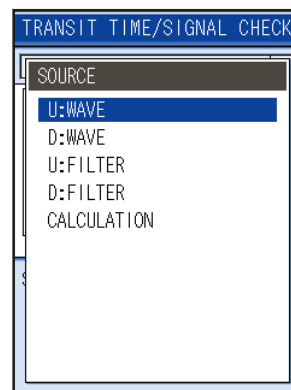 TRANSIT TIME/SIGNAL CHECK
SOURCE
U:WAVE
D:WAVE
U:FILTER
D:FILTER
CALCULATION